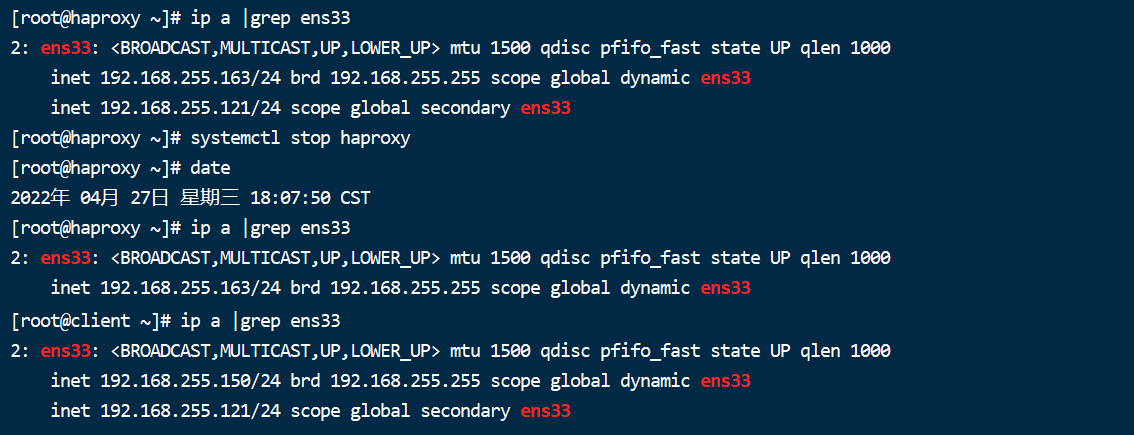 [root@haproxy ~]# ip a |grep ens33
2: ens33: <BROADCAST,MULTICAST,UP,LOWER_UP> mtu 1500 qdisc pfifo_fast state UP qlen 1000
    inet 192.168.255.163/24 brd 192.168.255.255 scope global dynamic ens33
    inet 192.168.255.121/24 scope global secondary ens33
[root@haproxy ~]# systemctl stop haproxy
[root@haproxy ~]# date
2022年 04月 27日 星期三 18:07:50 CST
[root@haproxy ~]# ip a |grep ens33
2: ens33: <BROADCAST,MULTICAST,UP,LOWER_UP> mtu 1500 qdisc pfifo_fast state UP qlen 1000
    inet 192.168.255.163/24 brd 192.168.255.255 scope global dynamic ens33
[root@client ~]# ip a |grep ens33
2: ens33: <BROADCAST,MULTICAST,UP,LOWER_UP> mtu 1500 qdisc pfifo_fast state UP qlen 1000
    inet 192.168.255.150/24 brd 192.168.255.255 scope global dynamic ens33
    inet 192.168.255.121/24 scope global secondary ens33